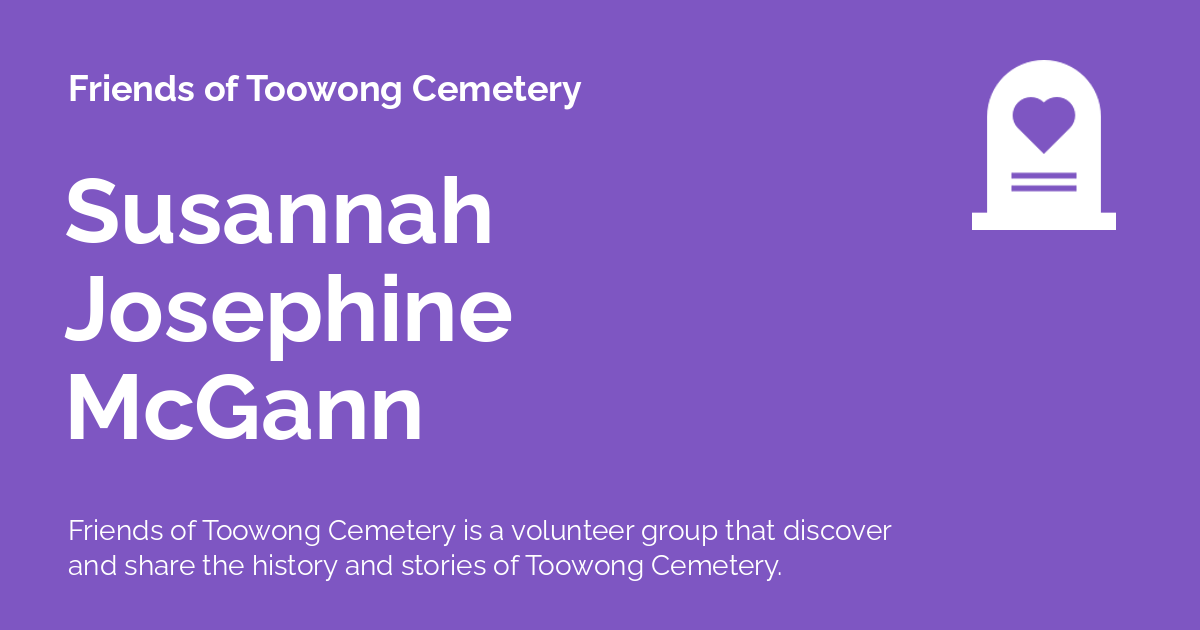 Friends of Toowong Cemetery
Susannah
Josephine
McGann
Friends of Toowong Cemetery is a volunteer group that discover
and share the history and stories of Toowong Cemetery.